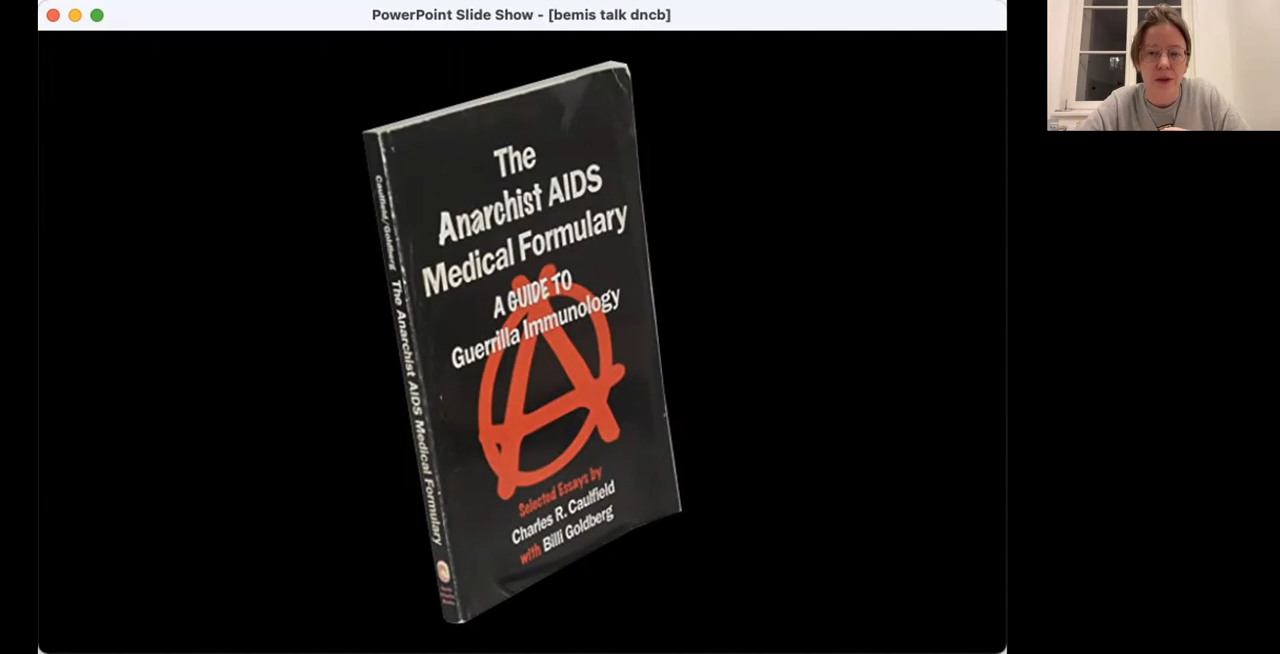 PowerPoint Slide Show - [bemis talk dncb]
The
Anarchist AIDS
Medical Formulary
A GUIDE TO
Guerrilla Immunology
Selected Essays by
Charles R. Caulfield
with Billi Goldberg
Caulfield/Goldberg The Anarchist AIDS Medical Formulary